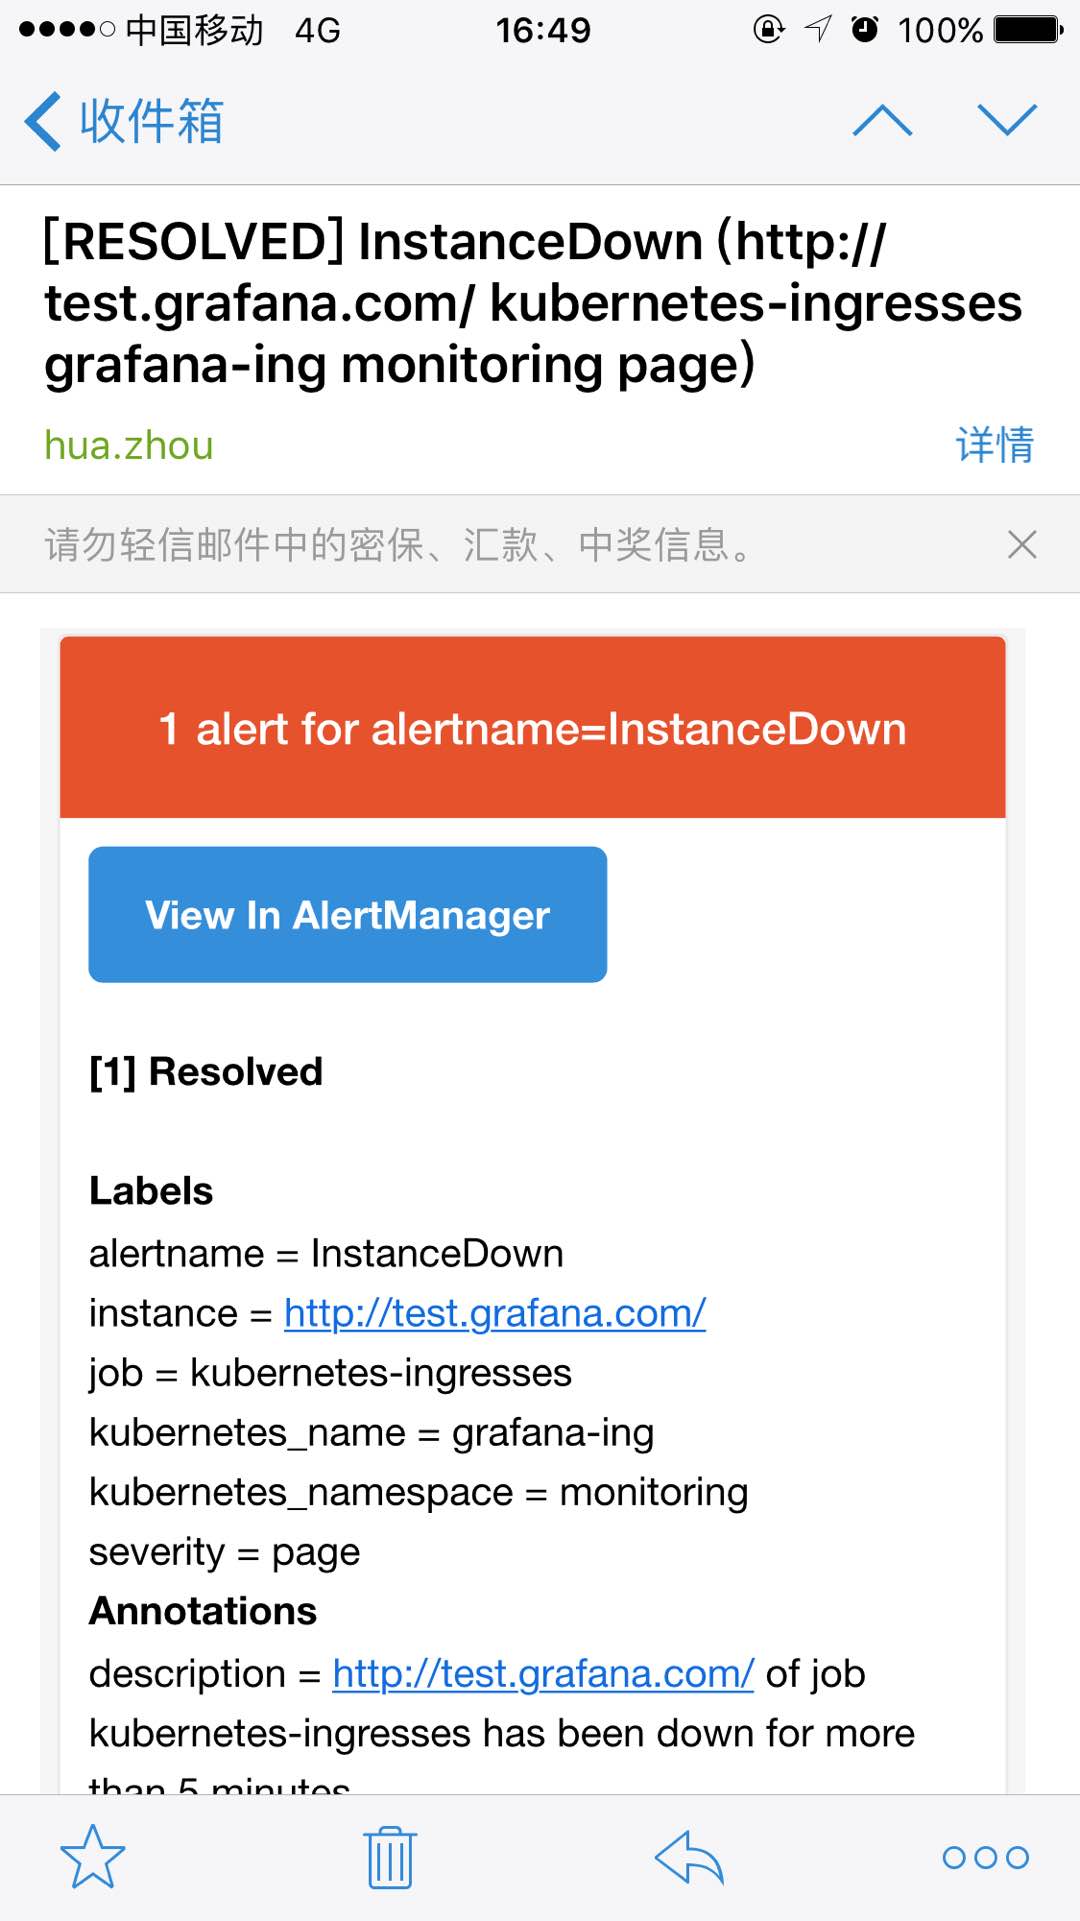 中国移动 4G 16:49 100%
收件箱
[RESOLVED] InstanceDown (http://
test.grafana.com/ kubernetes-ingresses
grafana-ing monitoring page)
hua.zhou 详情
请勿轻信邮件中的密保、汇款、中奖信息。
1 alert for alertname=InstanceDown
View In AlertManager
[1] Resolved
Labels
alertname = InstanceDown
instance = http://test.grafana.com/
job = kubernetes-ingresses
kubernetes_name = grafana-ing
kubernetes_namespace = monitoring
severity = page
Annotations
description = http://test.grafana.com/ of job
kubernetes-ingresses has been down for more
than 5 minutes